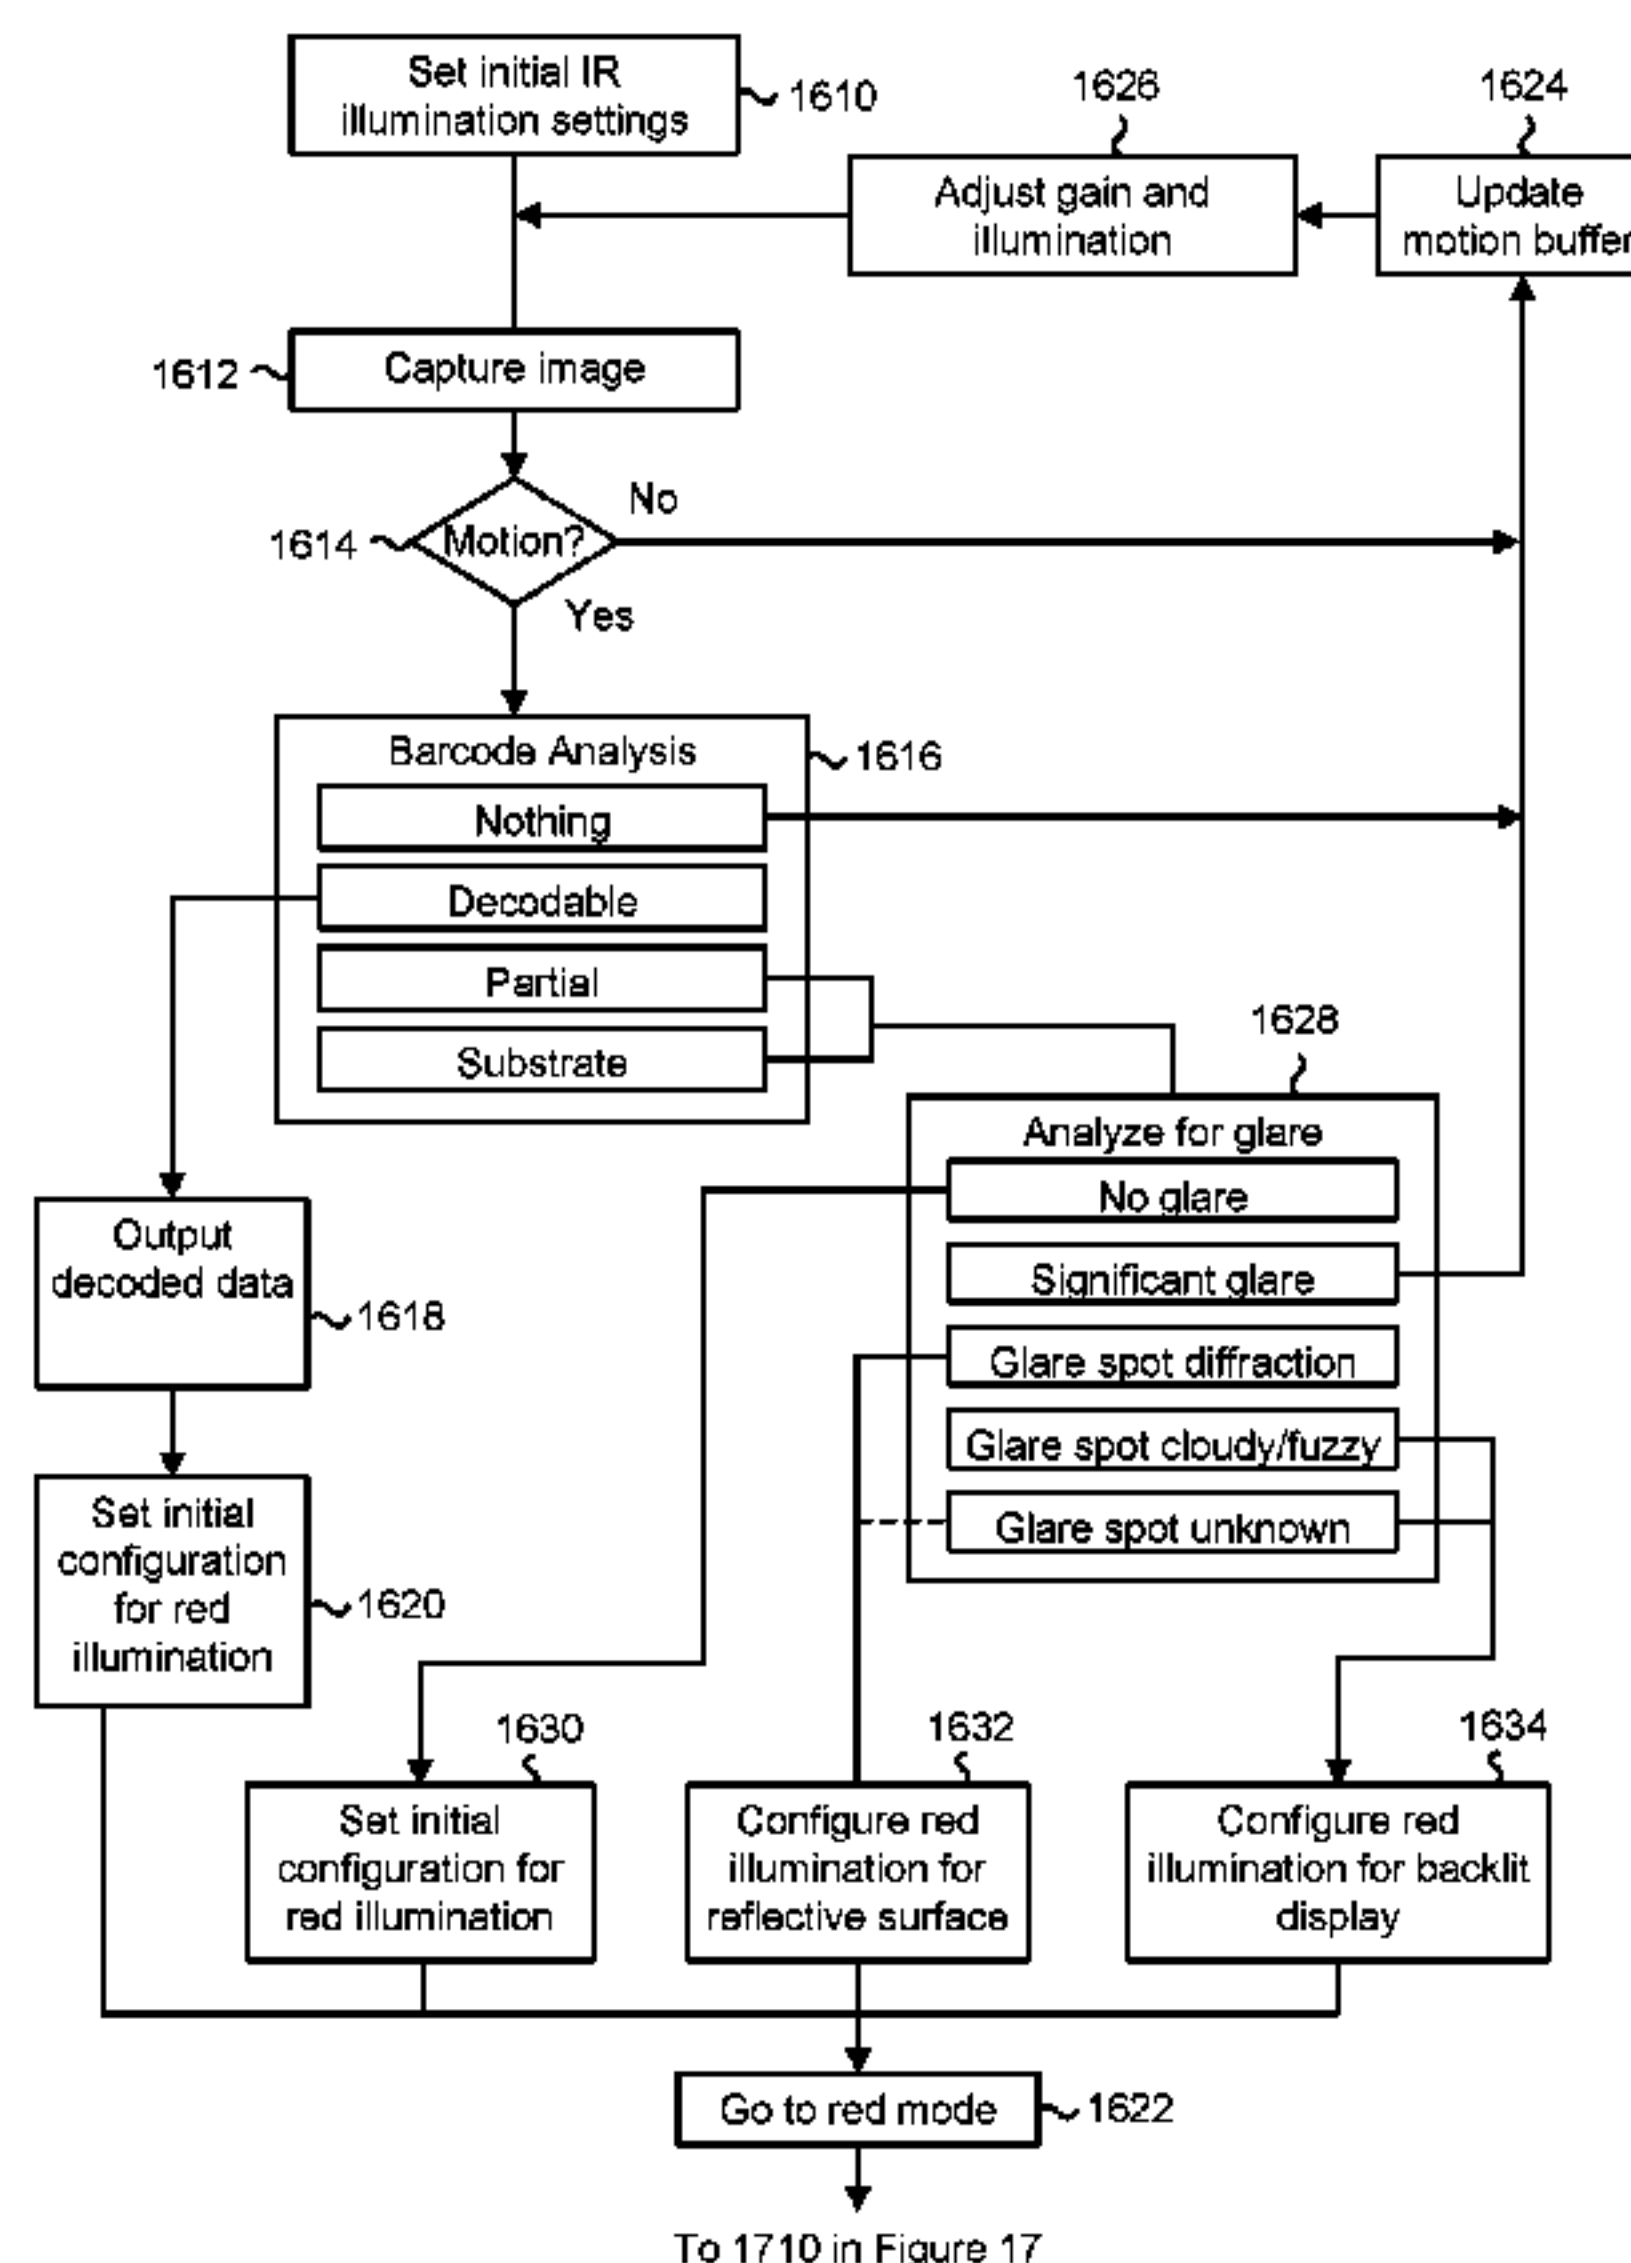 Set initial IR
illumination settings
1610
1626
1624
Adjust gain and
illumination
Update
motion buffer
1612
Capture image
No
1614
Motion?
Yes
Barcode Analysis
1616
Nothing
Decodable
Partial
Substrate
1628
Analyze for glare
No glare
Significant glare
Glare spot diffraction
Glare spot cloudy/fuzzy
Glare spot unknown
Output
decoded data
1618
Set initial
configuration
for red
illumination
1620
1630
1632
1634
Set initial
configuration for
red illumination
Configure red
illumination for
reflective surface
Configure red
illumination for backlit
display
Go to red mode
1622
To 1710 in Figure 17